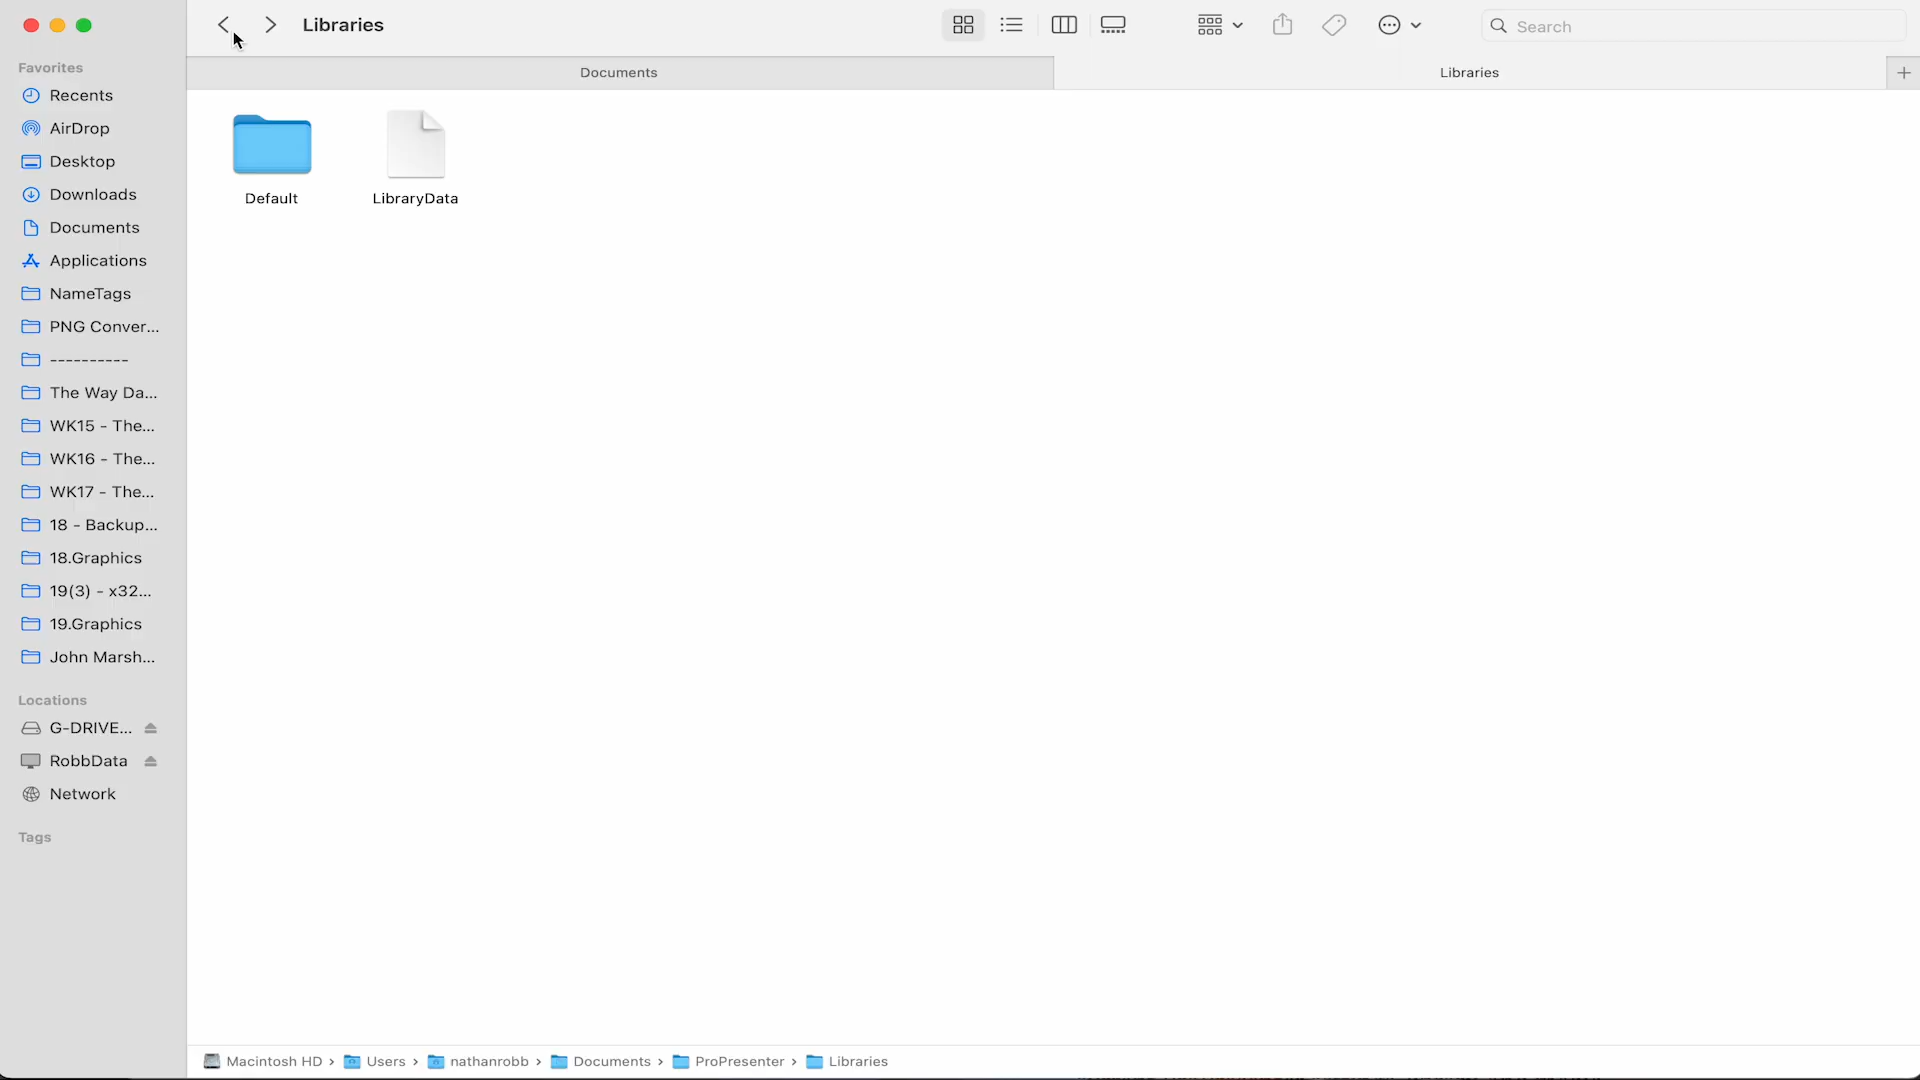 Libraries
Search
Documents
Libraries
Favorites
Recents
AirDrop
Desktop
Downloads
Documents
Applications
NameTags
PNG Conver...
----------
The Way Da...
WK15 - The...
WK16 - The...
WK17 - The...
18 - Backup...
18.Graphics
19(3) - x32...
19.Graphics
John Marsh...
Locations
G-DRIVE...
RobbData
Network
Tags
Default
LibraryData
Macintosh HD › Users › nathanrobb › Documents › ProPresenter › Libraries